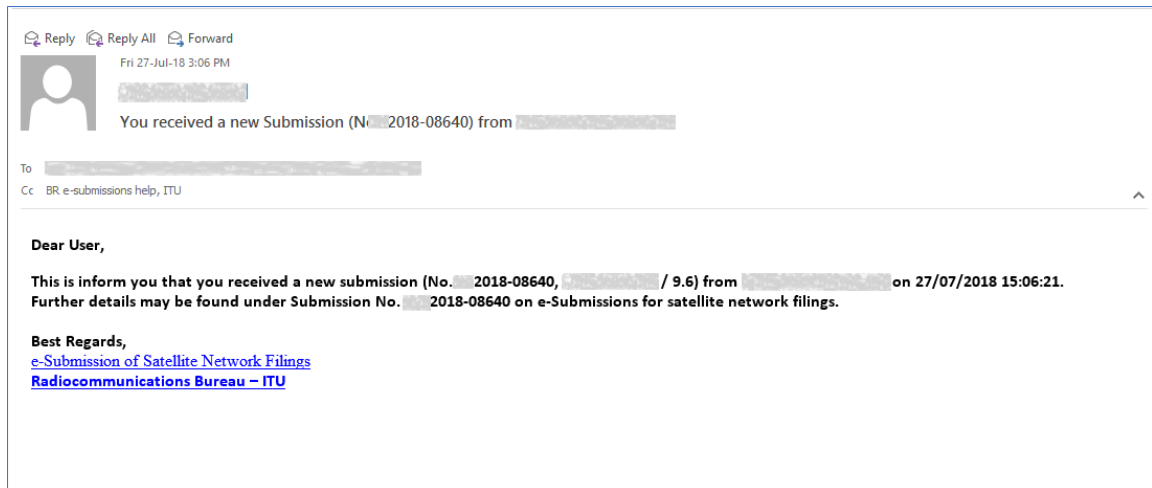 Reply Reply All Forward
Fri 27-Jul-18 3:06 PM
You received a new Submission (No 2018-08640) from
To
Cc BR e-submissions help, ITU
Dear User,
This is inform you that you received a new submission (No. 2018-08640, / 9.6) from on 27/07/2018 15:06:21.
Further details may be found under Submission No. 2018-08640 on e-Submissions for satellite network filings.
Best Regards,
e-Submission of Satellite Network Filings
Radiocommunications Bureau – ITU